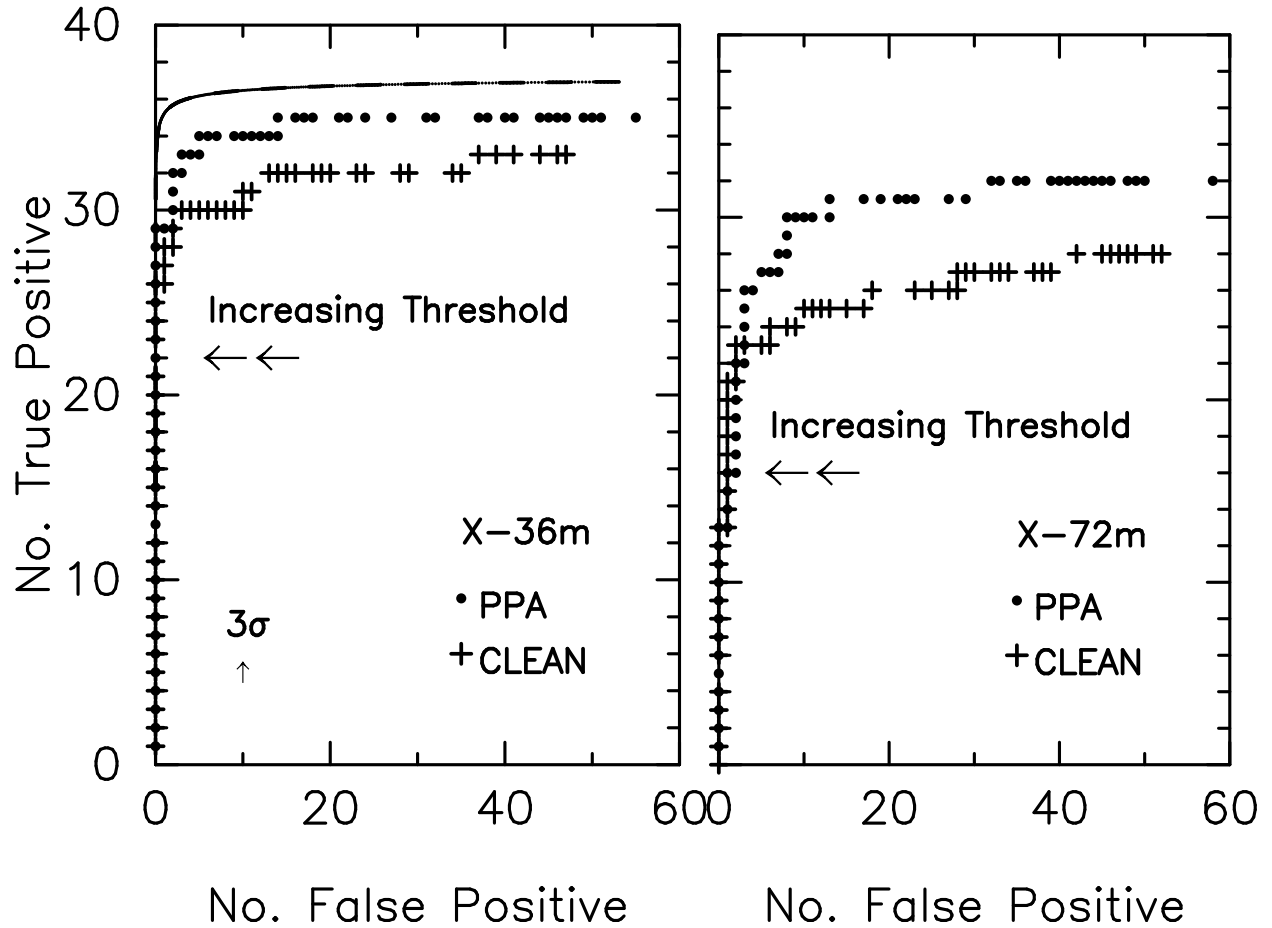 40
30
20
10
0
No. True Positive
Increasing Threshold
←←
3σ
↑
X−36m
PPA
CLEAN
0 20 40 60
No. False Positive
Increasing Threshold
←←
X−72m
PPA
CLEAN
0 20 40 60
No. False Positive